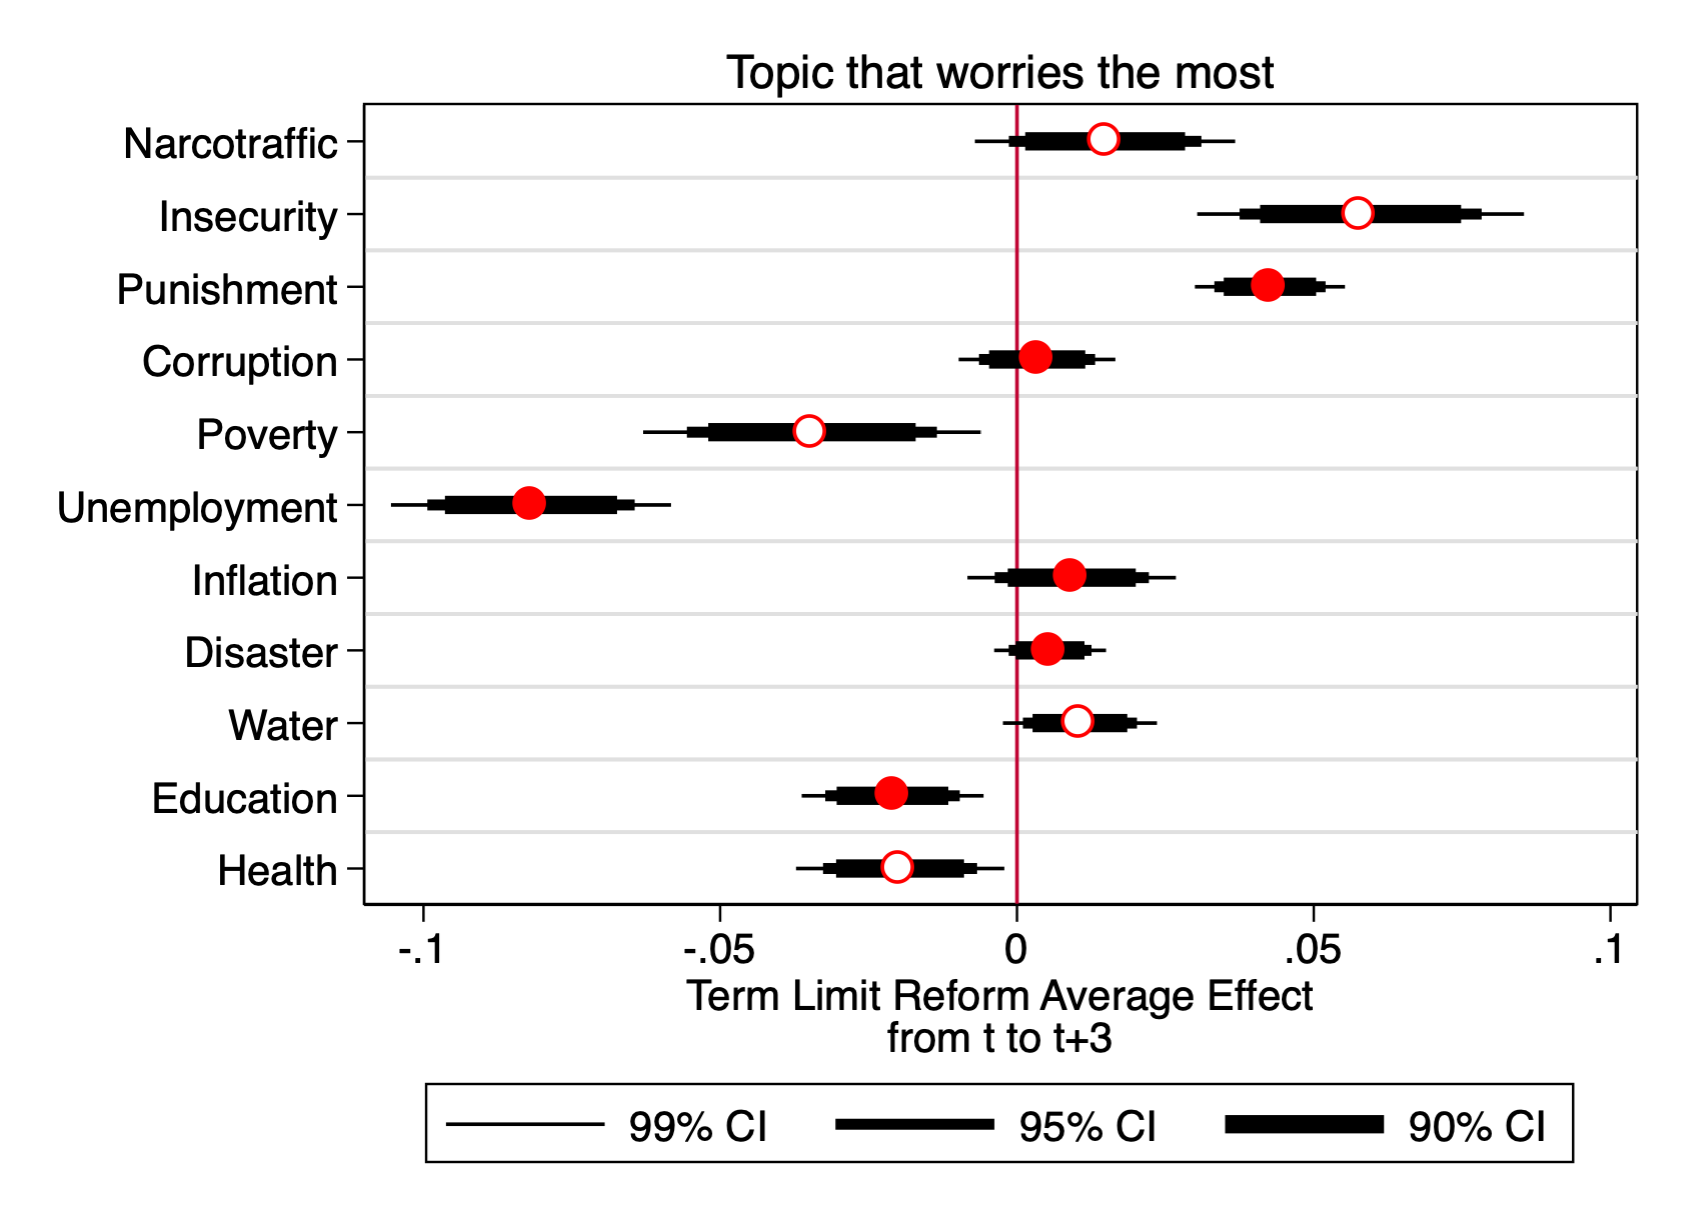 Topic that worries the most
Narcotraffic
Insecurity
Punishment
Corruption
Poverty
Unemployment
Inflation
Disaster
Water
Education
Health
-.1 -.05 0 .05 .1
Term Limit Reform Average Effect
from t to t+3
99% CI 95% CI 90% CI